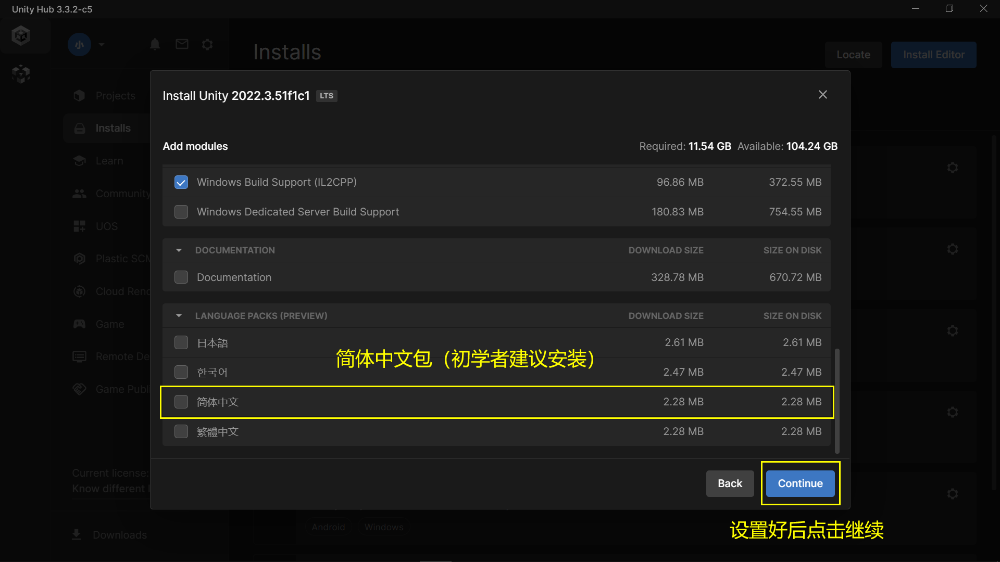 Unity Hub 3.3.2-c5
小
Installs
Locate
Install Editor
Projects
Installs
Learn
Community
UOS
Plastic SCM
Cloud Rend
Game
Remote De
Game Publi
Current license:
Know different l
Downloads
Install Unity 2022.3.51f1c1 LTS
Add modules
Required: 11.54 GB Available: 104.24 GB
Windows Build Support (IL2CPP) 96.86 MB 372.55 MB
Windows Dedicated Server Build Support 180.83 MB 754.55 MB
DOCUMENTATION DOWNLOAD SIZE SIZE ON DISK
Documentation 328.78 MB 670.72 MB
LANGUAGE PACKS (PREVIEW) DOWNLOAD SIZE SIZE ON DISK
日本語 2.61 MB 2.61 MB
简体中文包（初学者建议安装）
한국어 2.47 MB 2.47 MB
简体中文 2.28 MB 2.28 MB
繁體中文 2.28 MB 2.28 MB
Back
Continue
Android
Windows
设置好后点击继续